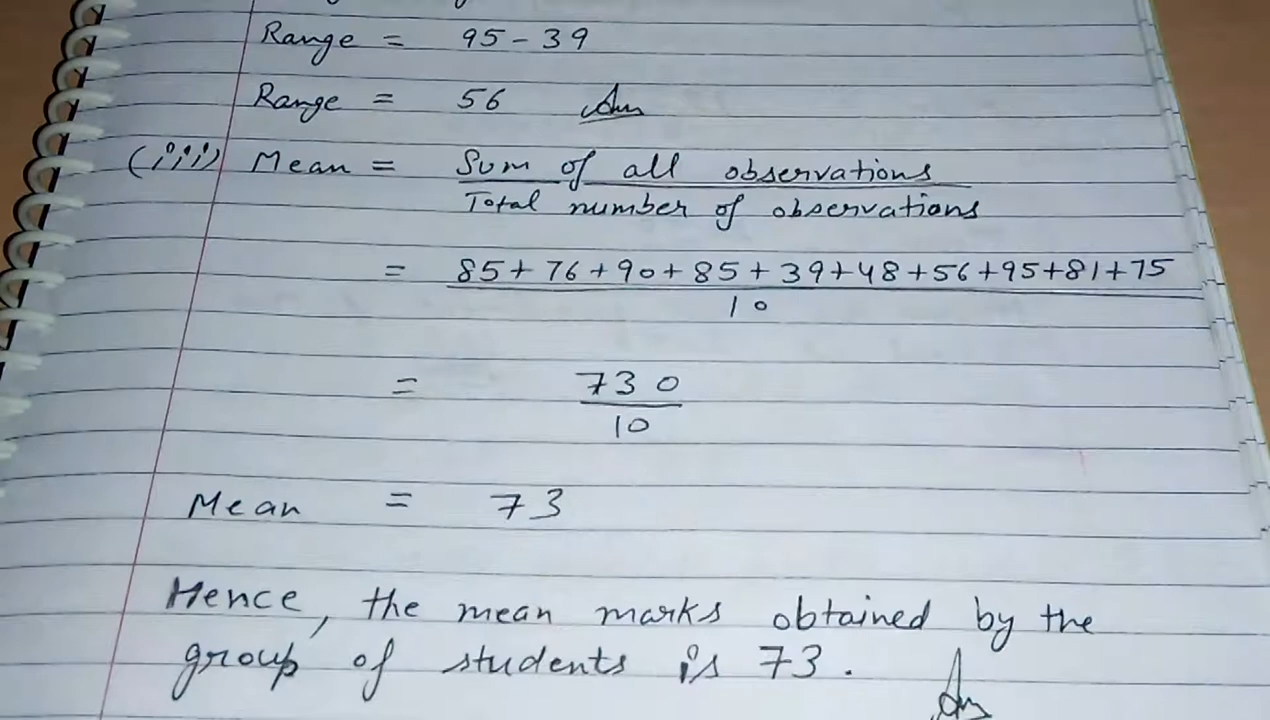 Range = 95 - 39
Range = 56 Ans
(iii) Mean = Sum of all observations
Total number of observations
= 85 + 76 + 90 + 85 + 39 + 48 + 56 + 95 + 81 + 75
10
= 730
10
Mean = 73
Hence, the mean marks obtained by the
group of students is 73.
Ans